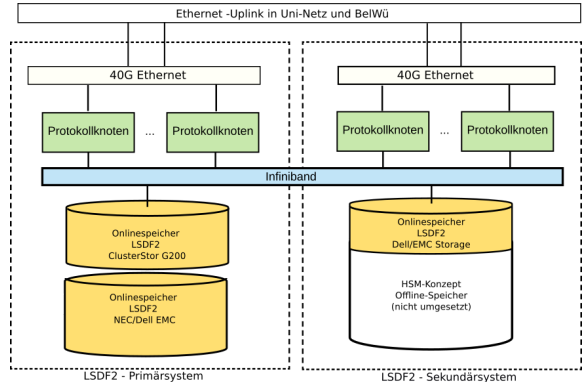 Ethernet -Uplink in Uni-Netz und BelWü
40G Ethernet
40G Ethernet
Protokollknoten
...
Protokollknoten
Protokollknoten
...
Protokollknoten
Infiniband
Onlinespeicher
LSDF2
ClusterStor G200
Onlinespeicher
LSDF2
NEC/Dell EMC
Onlinespeicher
LSDF2
Dell/EMC Storage
HSM-Konzept
Offline-Speicher
(nicht umgesetzt)
LSDF2 - Primärsystem
LSDF2 - Sekundärsystem